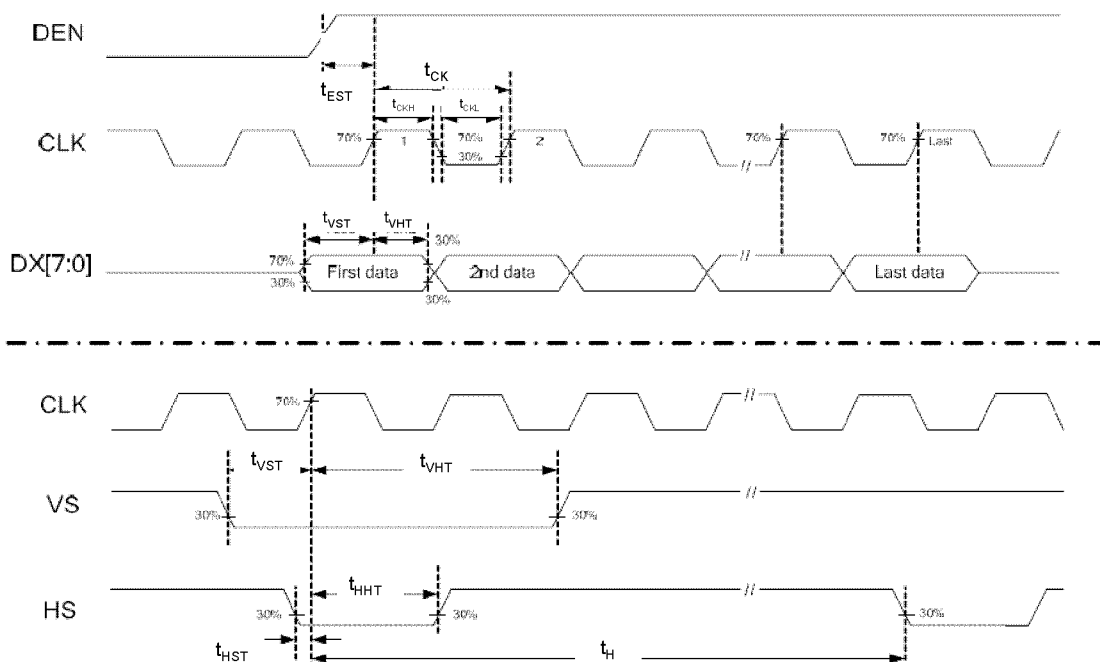 DEN
tEST
tCK
tCKH
tCKL
CLK
70%
1
70%
30%
2
//
70%
70%
Last
tVST
tVHT
30%
DX[7:0]
70%
30%
First data
30%
2nd data
//
Last data
CLK
70%
//
tVST
tVHT
VS
30%
30%
//
HS
30%
tHHT
30%
//
30%
tHST
tH